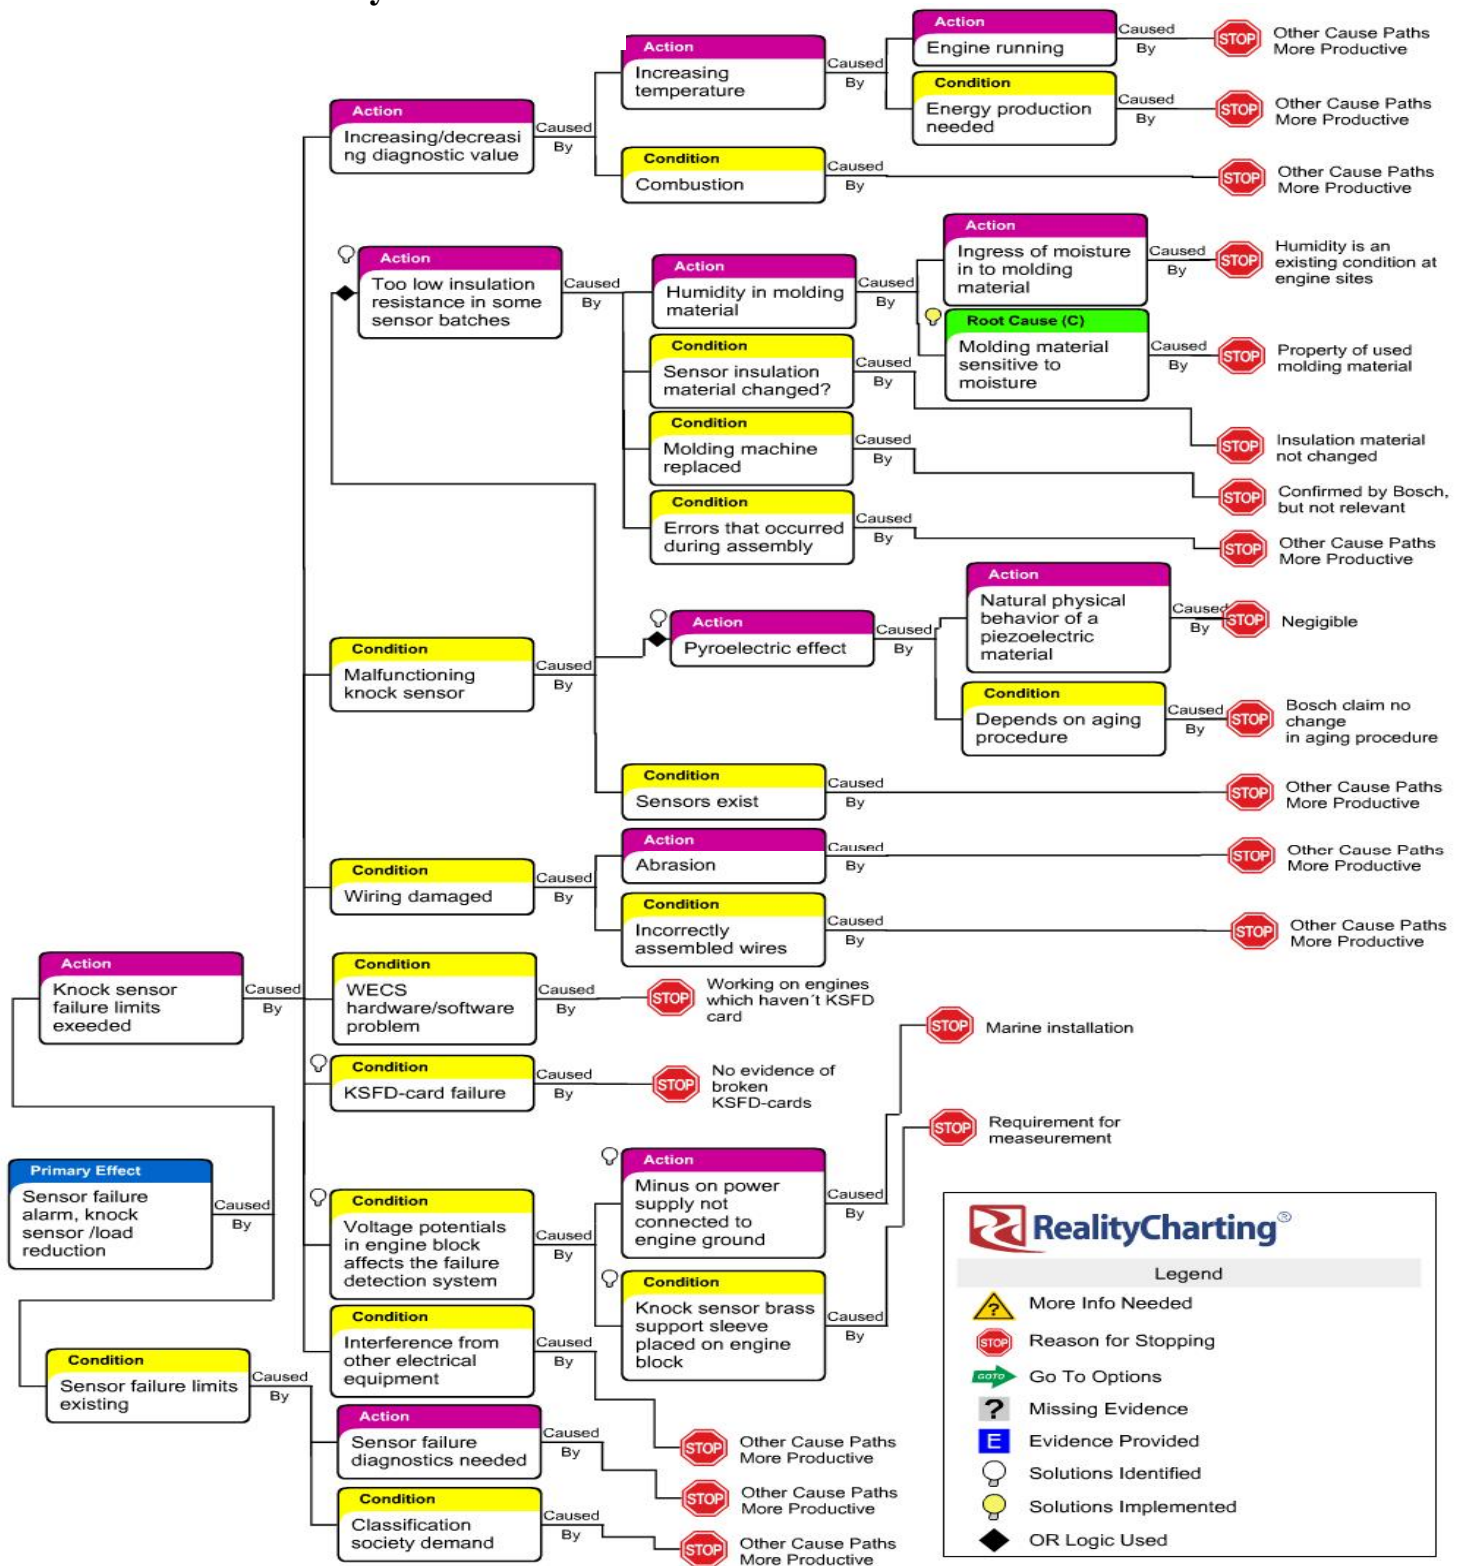 Action
Increasing
temperature
Caused
By
Action
Engine running
Caused
By
STOP
Other Cause Paths
More Productive
Condition
Energy production
needed
Caused
By
STOP
Other Cause Paths
More Productive
Action
Increasing/decreasi
ng diagnostic value
Caused
By
Condition
Combustion
Caused
By
STOP
Other Cause Paths
More Productive
Action
Too low insulation
resistance in some
sensor batches
Caused
By
Action
Humidity in molding
material
Caused
By
Action
Ingress of moisture
in to molding
material
Caused
By
STOP
Humidity is an
existing condition at
engine sites
Root Cause (C)
Molding material
sensitive to
moisture
Caused
By
STOP
Property of used
molding material
Condition
Sensor insulation
material changed?
Caused
By
STOP
Insulation material
not changed
Condition
Molding machine
replaced
Caused
By
STOP
Confirmed by Bosch,
but not relevant
Condition
Errors that occurred
during assembly
Caused
By
STOP
Other Cause Paths
More Productive
Condition
Malfunctioning
knock sensor
Caused
By
Action
Pyroelectric effect
Caused
By
Action
Natural physical
behavior of a
piezoelectric
material
Caused
By
STOP
Negigible
Condition
Depends on aging
procedure
Caused
By
STOP
Bosch claim no
change
in aging procedure
Condition
Sensors exist
Caused
By
STOP
Other Cause Paths
More Productive
Condition
Wiring damaged
Caused
By
Action
Abrasion
Caused
By
STOP
Other Cause Paths
More Productive
Condition
Incorrectly
assembled wires
Caused
By
STOP
Other Cause Paths
More Productive
Action
Knock sensor
failure limits
exeeded
Caused
By
Condition
WECS
hardware/software
problem
Caused
By
STOP
Working on engines
which haven´t KSFD
card
Condition
KSFD-card failure
Caused
By
STOP
No evidence of
broken
KSFD-cards
STOP
Marine installation
STOP
Requirement for
measeurement
Primary Effect
Sensor failure
alarm, knock
sensor /load
reduction
Caused
By
Condition
Voltage potentials
in engine block
affects the failure
detection system
Caused
By
Action
Minus on power
supply not
connected to
engine ground
Caused
By
Condition
Knock sensor brass
support sleeve
placed on engine
block
Caused
By
Condition
Interference from
other electrical
equipment
Caused
By
STOP
Other Cause Paths
More Productive
Condition
Sensor failure limits
existing
Caused
By
Action
Sensor failure
diagnostics needed
Caused
By
STOP
Other Cause Paths
More Productive
Condition
Classification
society demand
Caused
By
STOP
Other Cause Paths
More Productive
RealityCharting®
Legend
? More Info Needed
STOP Reason for Stopping
GOTO Go To Options
? Missing Evidence
E Evidence Provided
Solutions Identified
Solutions Implemented
OR Logic Used